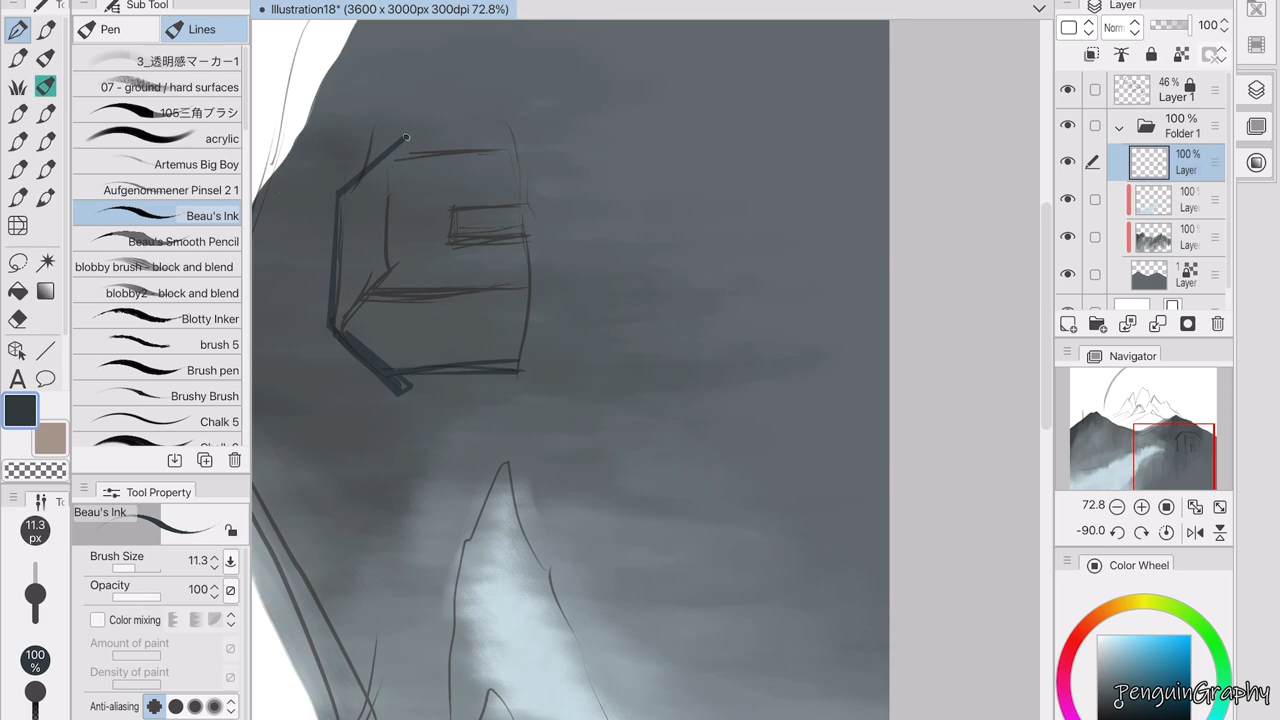 Sub Tool
Illustration18* (3600 x 3000px 300dpi 72.8%)
Layer
Pen
Lines
Norm
100
3_透明感マーカー1
07 - ground / hard surfaces
105三角ブラシ
acrylic
Artemus Big Boy
Aufgenommener Pinsel 2 1
Beau's Ink
Beau's Smooth Pencil
blobby brush - block and blend
blobby2 - block and blend
Blotty Inker
brush 5
Brush pen
Brushy Brush
Chalk 5
46 %
Layer 1
100 %
Folder 1
100 %
Layer
100
Laye
100
Laye
Layer
Navigator
72.8
-90.0
Tool Property
Beau's Ink
11.3
px
Brush Size
11.3
Opacity
100
Color mixing
Amount of paint
Density of paint
100
%
Anti-aliasing
Color Wheel
PenguinGraphy